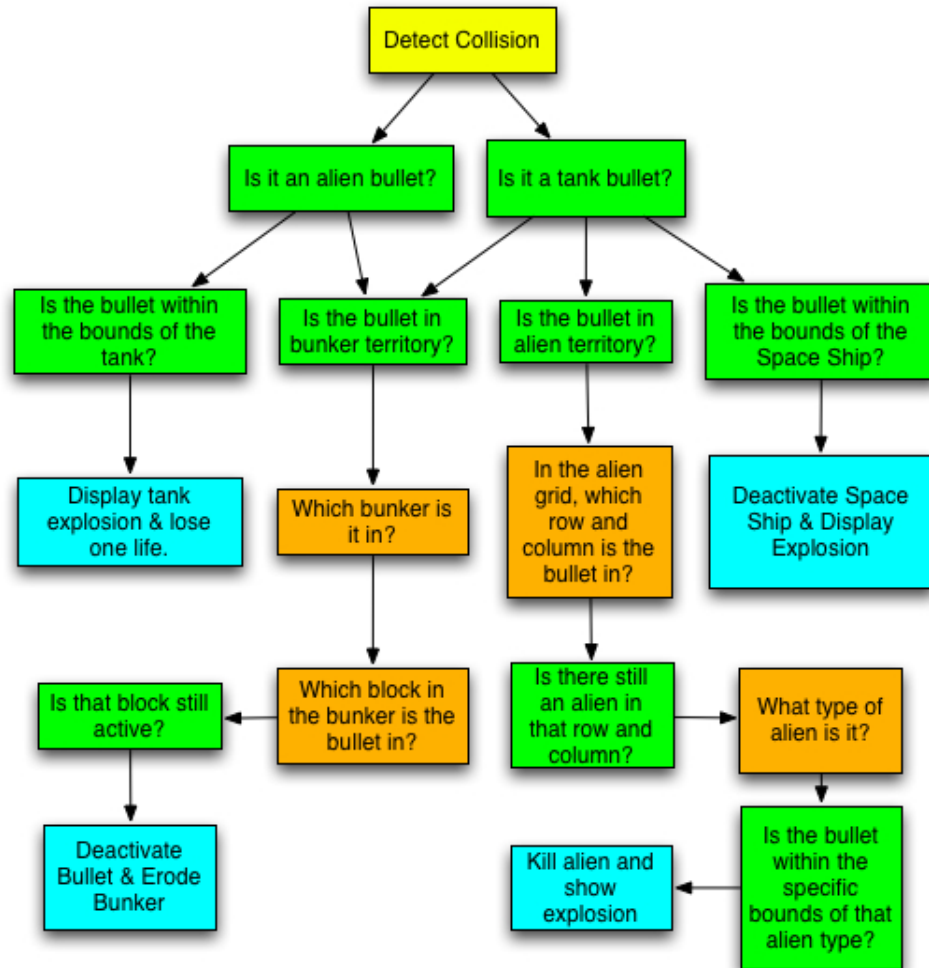 Detect Collision
Is it an alien bullet?
Is it a tank bullet?
Is the bullet within
the bounds of the
tank?
Is the bullet in
bunker territory?
Is the bullet in
alien territory?
Is the bullet within
the bounds of the
Space Ship?
Display tank
explosion & lose
one life.
Which bunker is
it in?
In the alien
grid, which
row and
column is the
bullet in?
Deactivate Space
Ship & Display
Explosion
Is that block still
active?
Which block in
the bunker is the
bullet in?
Is there still
an alien in
that row and
column?
What type of
alien is it?
Deactivate
Bullet & Erode
Bunker
Kill alien and
show
explosion
Is the bullet
within the
specific
bounds of that
alien type?